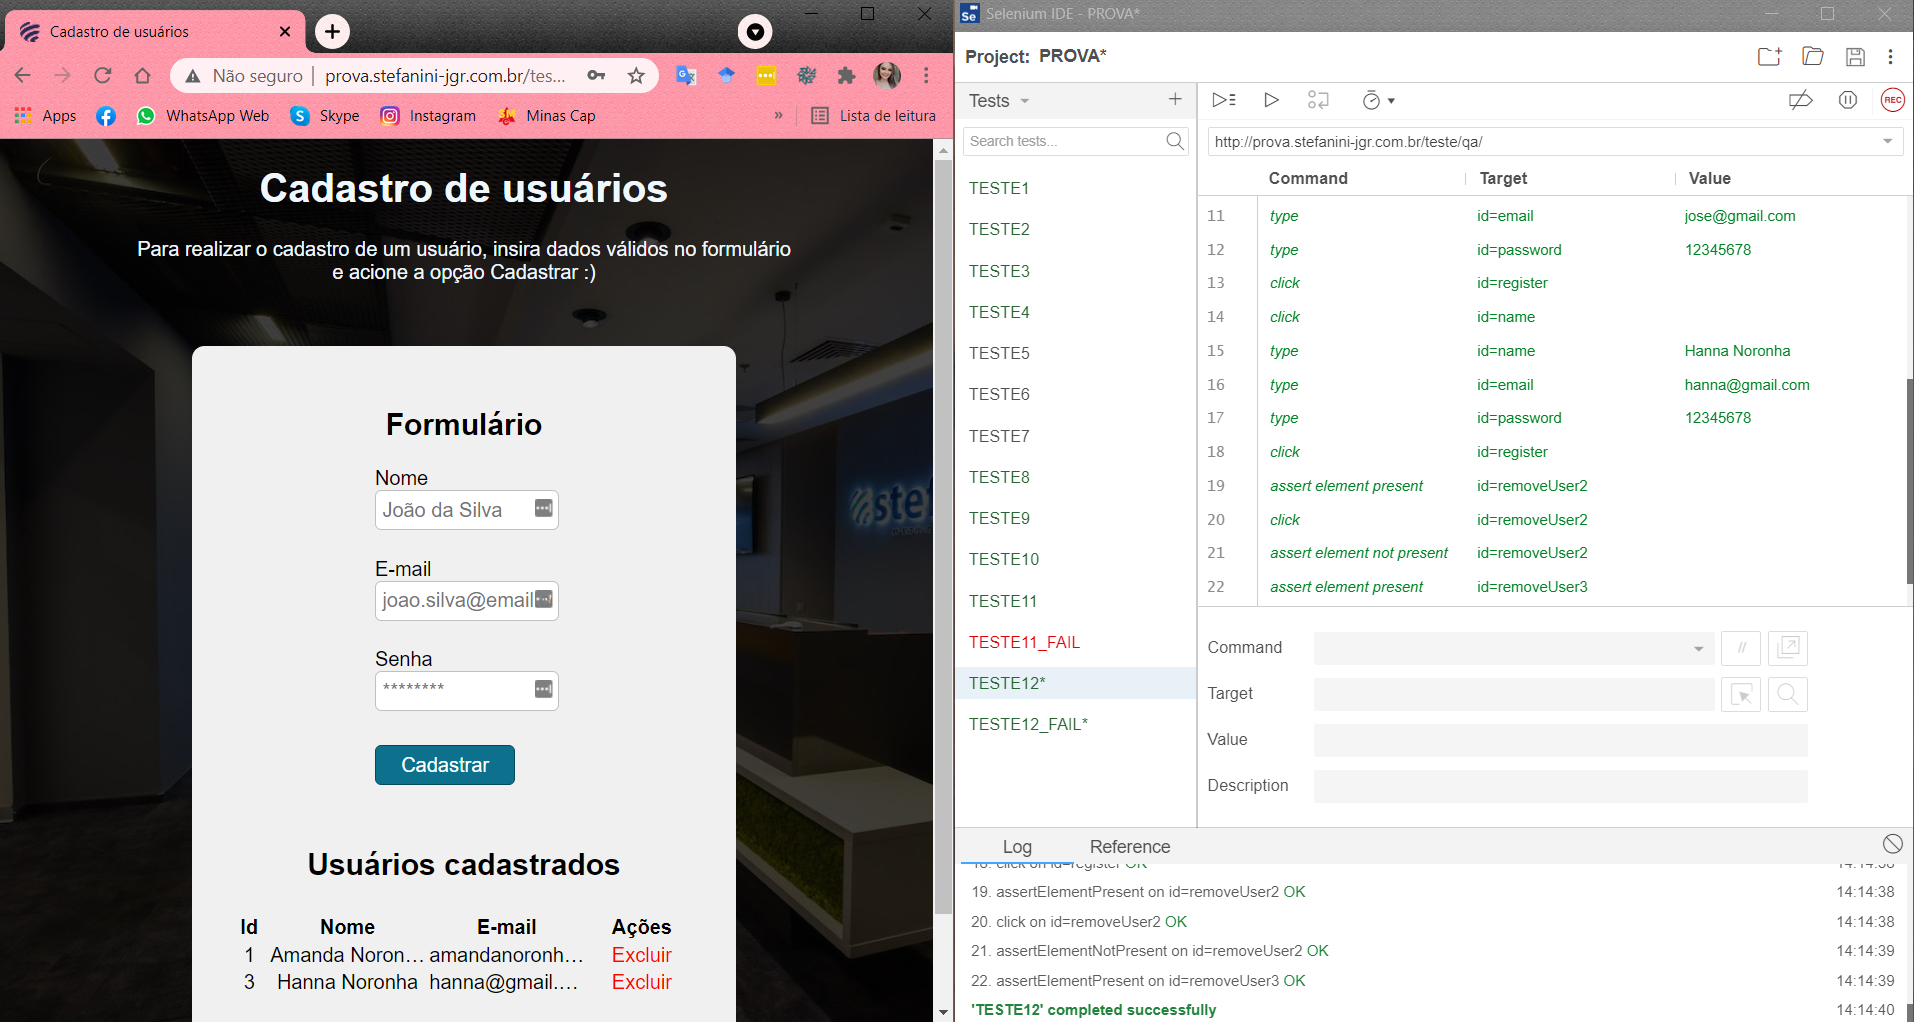 Cadastro de usuários
Não seguro
prova.stefanini-jgr.com.br/tes...
Apps
WhatsApp Web
Skype
Instagram
Minas Cap
»
Lista de leitura
Cadastro de usuários
Para realizar o cadastro de um usuário, insira dados válidos no formulário
e acione a opção Cadastrar :)
Formulário
Nome
João da Silva
E-mail
joao.silva@email
Senha
********
Cadastrar
Usuários cadastrados
Id Nome E-mail Ações
1 Amanda Noron... amandanoronh... Excluir
3 Hanna Noronha hanna@gmail.... Excluir
Se Selenium IDE - PROVA*
Project: PROVA*
Tests
REC
Search tests...
http://prova.stefanini-jgr.com.br/teste/qa/
TESTE1
TESTE2
TESTE3
TESTE4
TESTE5
TESTE6
TESTE7
TESTE8
TESTE9
TESTE10
TESTE11
TESTE11_FAIL
TESTE12*
TESTE12_FAIL*
Command Target Value
11 type id=email jose@gmail.com
12 type id=password 12345678
13 click id=register
14 click id=name
15 type id=name Hanna Noronha
16 type id=email hanna@gmail.com
17 type id=password 12345678
18 click id=register
19 assert element present id=removeUser2
20 click id=removeUser2
21 assert element not present id=removeUser2
22 assert element present id=removeUser3
Command
//
Target
Value
Description
Log Reference
18. click on id=register OK 14:14:38
19. assertElementPresent on id=removeUser2 OK 14:14:38
20. click on id=removeUser2 OK 14:14:38
21. assertElementNotPresent on id=removeUser2 OK 14:14:39
22. assertElementPresent on id=removeUser3 OK 14:14:39
'TESTE12' completed successfully 14:14:40